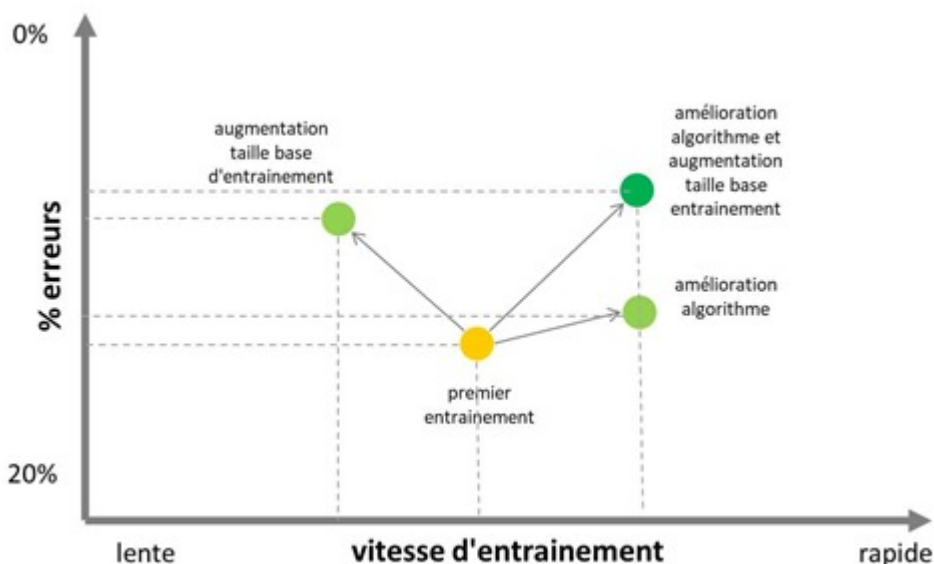 0%
augmentation
taille base
d'entrainement
amélioration
algorithme et
augmentation
taille base
entrainement
% erreurs
amélioration
algorithme
premier
entrainement
20%
lente
vitesse d'entrainement
rapide